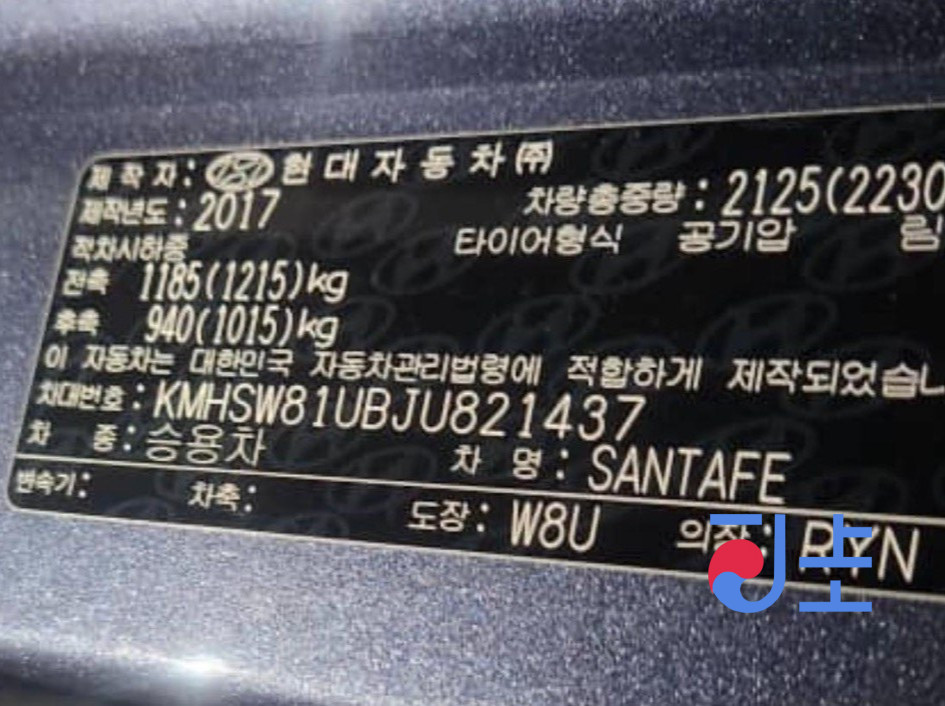 제 작 자: 현대자동차㈜
제작년도: 2017 차량총중량: 2125(2230
적차시하중 타이어형식 공기압 림
전축 1185(1215)kg
후축 940(1015)kg
이 자동차는 대한민국 자동차관리법령에 적합하게 제작되었습니
차대번호: KMHSW81UBJU821437
차 종: 승용차 차 명: SANTAFE
변속기: 차축: 도장: W8U 의장: RYN